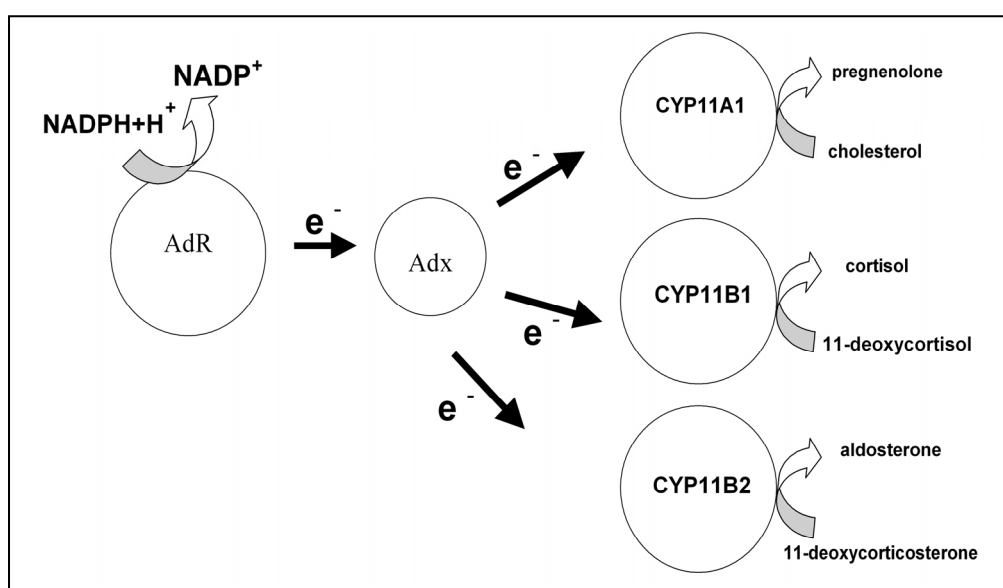 NADP+
NADPH+H+
AdR
e -
Adx
e -
e -
e -
CYP11A1
pregnenolone
cholesterol
CYP11B1
cortisol
11-deoxycortisol
CYP11B2
aldosterone
11-deoxycorticosterone